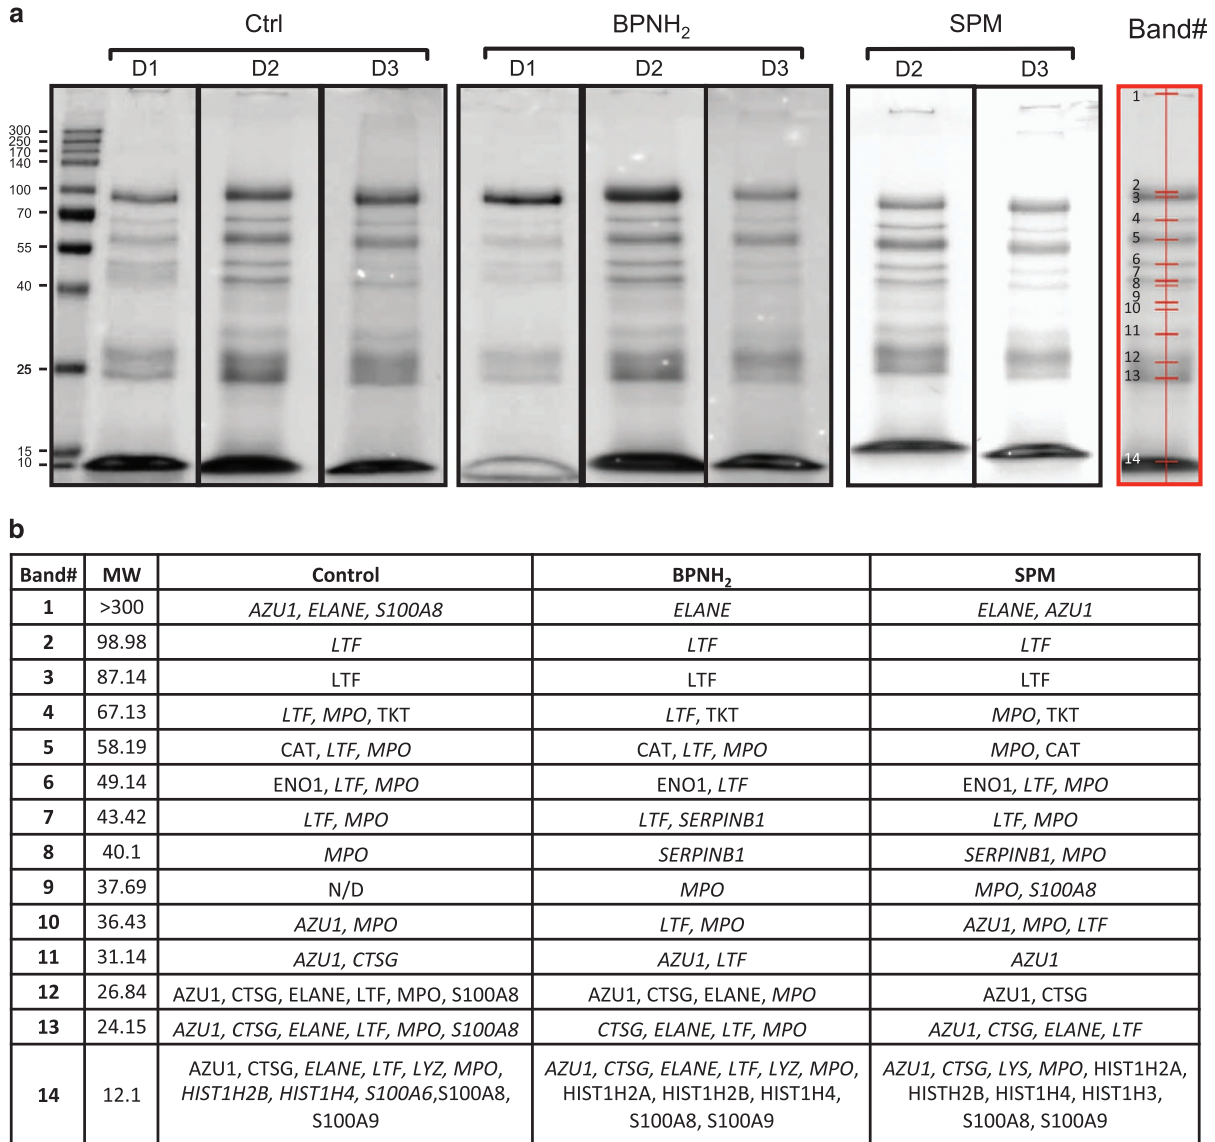 a
Ctrl BPNH2 SPM Band#
D1 D2 D3 D1 D2 D3 D2 D3
300
250
170
140
100
70
55
40
25
15
10
1
2
3
4
5
6
7
8
9
10
11
12
13
14
b
Band# MW Control BPNH2 SPM
1 >300 AZU1, ELANE, S100A8 ELANE ELANE, AZU1
2 98.98 LTF LTF LTF
3 87.14 LTF LTF LTF
4 67.13 LTF, MPO, TKT LTF, TKT MPO, TKT
5 58.19 CAT, LTF, MPO CAT, LTF, MPO MPO, CAT
6 49.14 ENO1, LTF, MPO ENO1, LTF ENO1, LTF, MPO
7 43.42 LTF, MPO LTF, SERPINB1 LTF, MPO
8 40.1 MPO SERPINB1 SERPINB1, MPO
9 37.69 N/D MPO MPO, S100A8
10 36.43 AZU1, MPO LTF, MPO AZU1, MPO, LTF
11 31.14 AZU1, CTSG AZU1, LTF AZU1
12 26.84 AZU1, CTSG, ELANE, LTF, MPO, S100A8 AZU1, CTSG, ELANE, MPO AZU1, CTSG
13 24.15 AZU1, CTSG, ELANE, LTF, MPO, S100A8 CTSG, ELANE, LTF, MPO AZU1, CTSG, ELANE, LTF
AZU1, CTSG, ELANE, LTF, LYZ, MPO, AZU1, CTSG, ELANE, LTF, LYZ, MPO, AZU1, CTSG, LYS, MPO, HIST1H2A,
14 12.1 HIST1H2B, HIST1H4, S100A6,S100A8, HIST1H2A, HIST1H2B, HIST1H4, HISTH2B, HIST1H4, HIST1H3,
S100A9 S100A8, S100A9 S100A8, S100A9